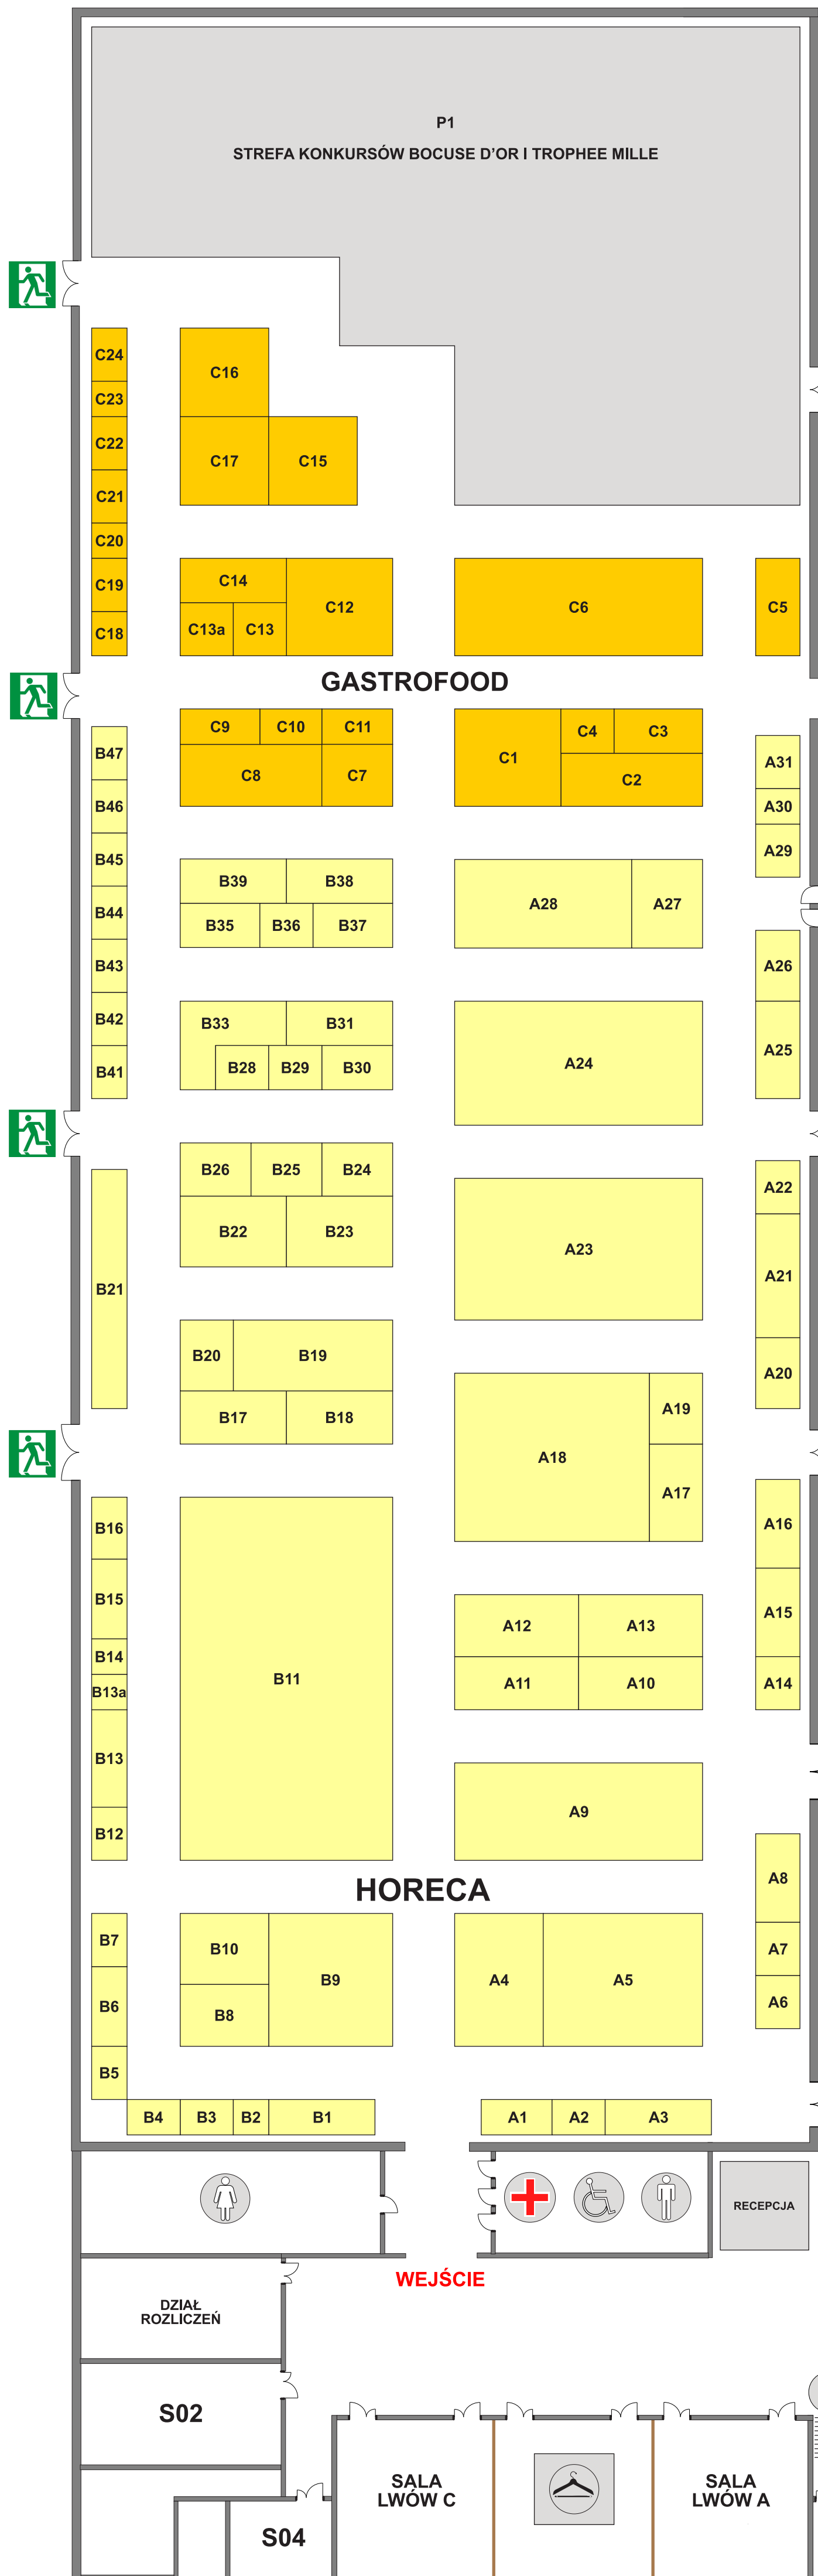 P1
STREFA KONKURSÓW BOCUSE D’OR I TROPHEE MILLE
C24
C16
C23
C22
C17 C15
C21
C20
C19
C14
C12
C6
C5
C18
C13a C13
GASTROFOOD
C9 C10 C11
C4 C3
C1
B47
A31
C8 C7
C2
B46
A30
B45
A29
B39 B38
A28 A27
B44
B35 B36 B37
B43
A26
B42
B33 B31
A25
B41
B28 B29 B30
A24
B26 B25 B24
A22
B22 B23
A23
B21
A21
B20 B19
A20
B17 B18
A19
A18
A17
B16
A16
B15
A12 A13
A15
B14
B11
A11 A10
A14
B13a
B13
A9
B12
A8
HORECA
B7
B10
A7
B9
A4 A5
B6
A6
B8
B5
B4 B3 B2 B1
A1 A2 A3
RECEPCJA
WEJŚCIE
DZIAŁ
ROZLICZEŃ
S02
SALA
LWÓW C
SALA
LWÓW A
S04